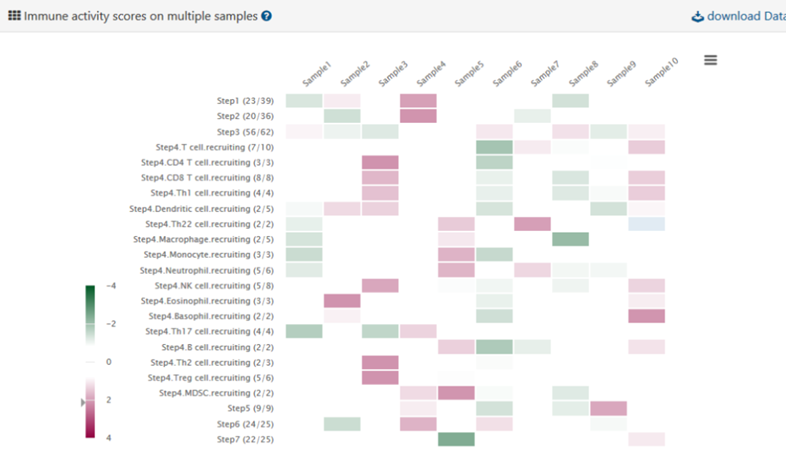 Immune activity scores on multiple samples ?
download Data
Sample1 Sample2 Sample3 Sample4 Sample5 Sample6 Sample7 Sample8 Sample9 Sample10
Step1 (23/39)
Step2 (20/36)
Step3 (56/62)
Step4.T cell.recruiting (7/10)
Step4.CD4 T cell.recruiting (3/3)
Step4.CD8 T cell.recruiting (8/8)
Step4.Th1 cell.recruiting (4/4)
Step4.Dendritic cell.recruiting (2/5)
Step4.Th22 cell.recruiting (2/2)
Step4.Macrophage.recruiting (2/5)
Step4.Monocyte.recruiting (3/3)
Step4.Neutrophil.recruiting (5/6)
Step4.NK cell.recruiting (5/8)
Step4.Eosinophil.recruiting (3/3)
Step4.Basophil.recruiting (2/2)
Step4.Th17 cell.recruiting (4/4)
Step4.B cell.recruiting (2/2)
Step4.Th2 cell.recruiting (2/3)
Step4.Treg cell.recruiting (5/6)
Step4.MDSC.recruiting (2/2)
Step5 (9/9)
Step6 (24/25)
Step7 (22/25)
-4
-2
0
2
4